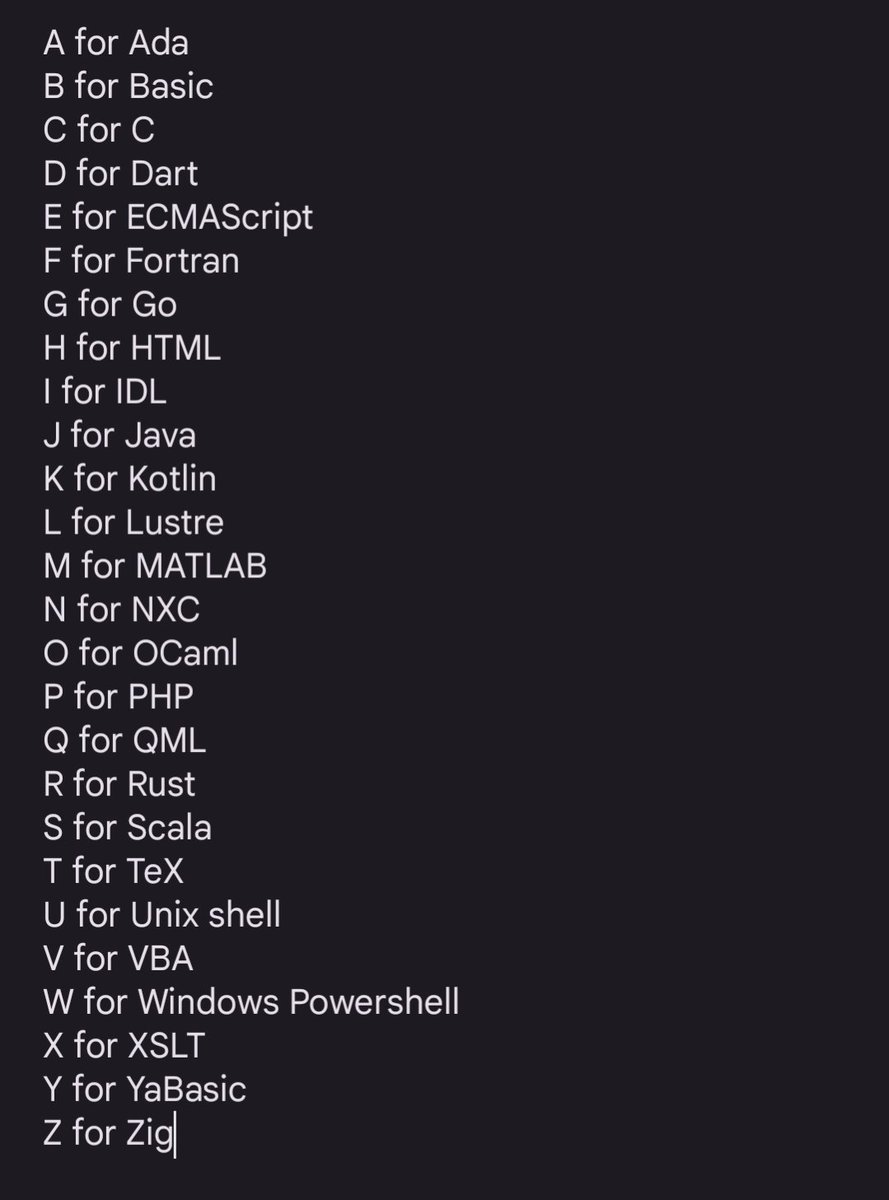 A for Ada
B for Basic
C for C
D for Dart
E for ECMAScript
F for Fortran
G for Go
H for HTML
I for IDL
J for Java
K for Kotlin
L for Lustre
M for MATLAB
N for NXC
O for OCaml
P for PHP
Q for QML
R for Rust
S for Scala
T for TeX
U for Unix shell
V for VBA
W for Windows Powershell
X for XSLT
Y for YaBasic
Z for Zig